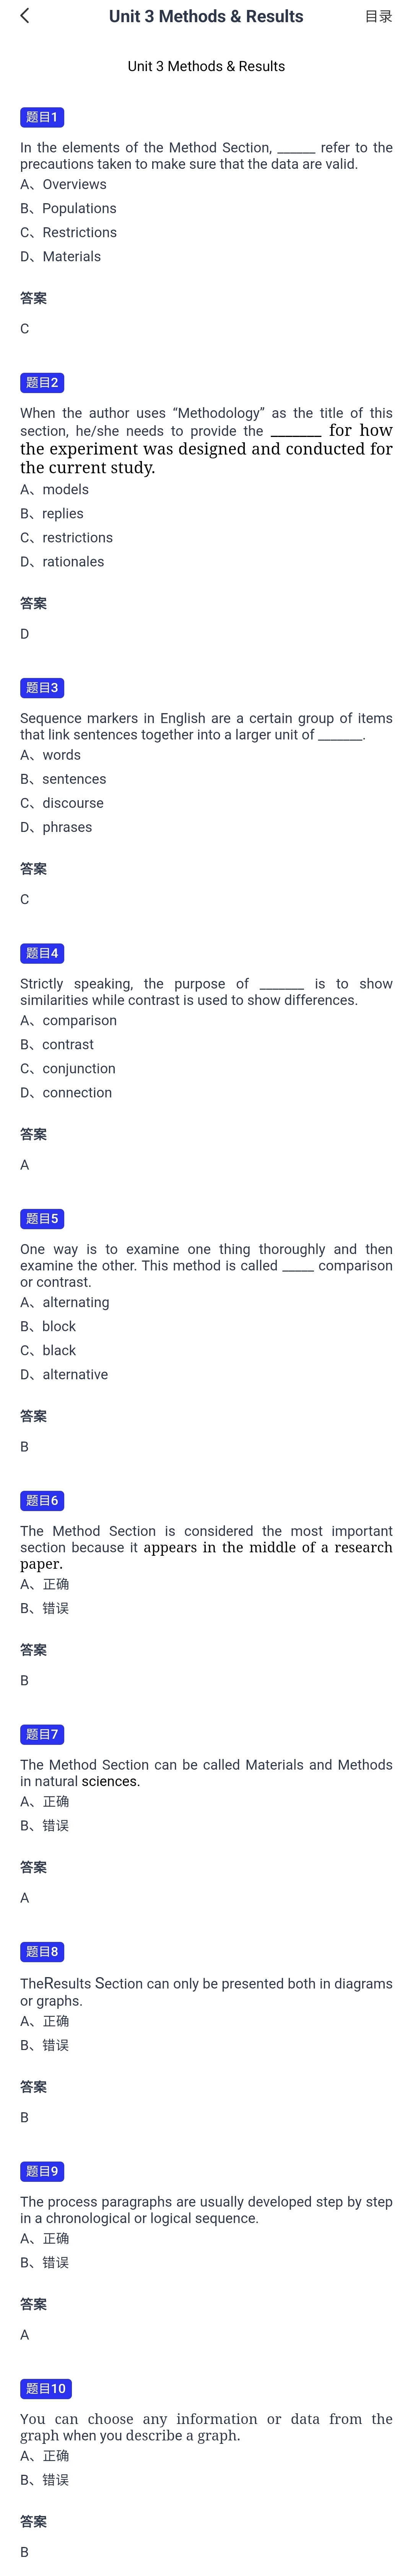 Unit 3 Methods & Results
目录
Unit 3 Methods & Results
题目1
In the elements of the Method Section, ______ refer to the
precautions taken to make sure that the data are valid.
A、Overviews
B、Populations
C、Restrictions
D、Materials
答案
C
题目2
When the author uses “Methodology” as the title of this
section, he/she needs to provide the _______ for how
the experiment was designed and conducted for
the current study.
A、models
B、replies
C、restrictions
D、rationales
答案
D
题目3
Sequence markers in English are a certain group of items
that link sentences together into a larger unit of _______.
A、words
B、sentences
C、discourse
D、phrases
答案
C
题目4
Strictly speaking, the purpose of _______ is to show
similarities while contrast is used to show differences.
A、comparison
B、contrast
C、conjunction
D、connection
答案
A
题目5
One way is to examine one thing thoroughly and then
examine the other. This method is called _____ comparison
or contrast.
A、alternating
B、block
C、black
D、alternative
答案
B
题目6
The Method Section is considered the most important
section because it appears in the middle of a research
paper.
A、正确
B、错误
答案
B
题目7
The Method Section can be called Materials and Methods
in natural sciences.
A、正确
B、错误
答案
A
题目8
TheResults Section can only be presented both in diagrams
or graphs.
A、正确
B、错误
答案
B
题目9
The process paragraphs are usually developed step by step
in a chronological or logical sequence.
A、正确
B、错误
答案
A
题目10
You can choose any information or data from the
graph when you describe a graph.
A、正确
B、错误
答案
B